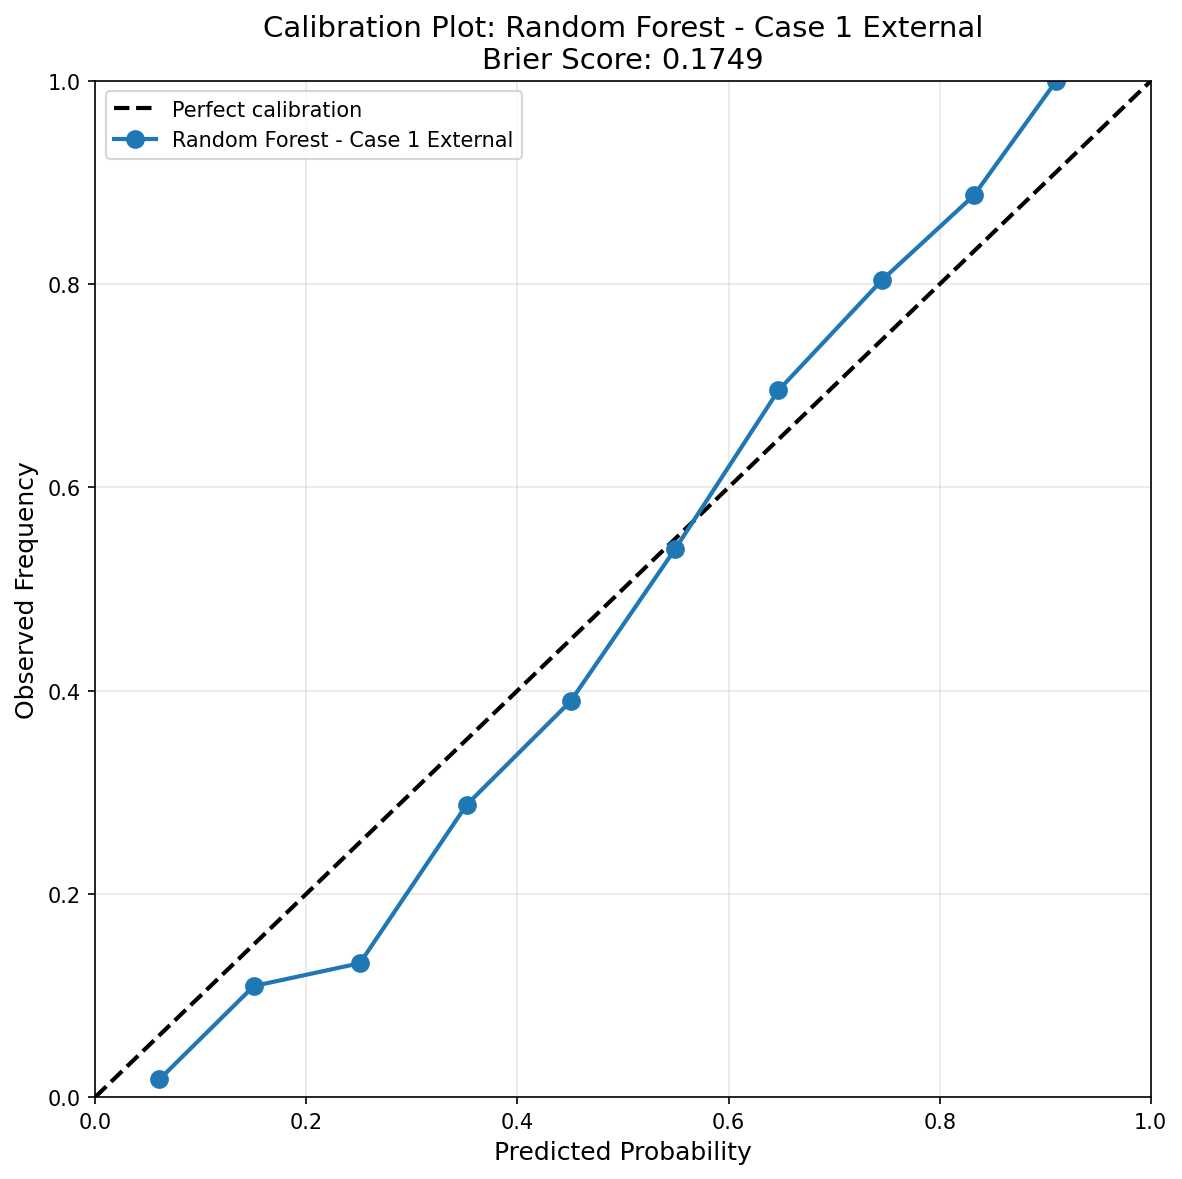 Calibration Plot: Random Forest - Case 1 External
Brier Score: 0.1749
Perfect calibration
Random Forest - Case 1 External
1.0
0.8
0.6
0.4
0.2
0.0
Observed Frequency
0.0 0.2 0.4 0.6 0.8 1.0
Predicted Probability